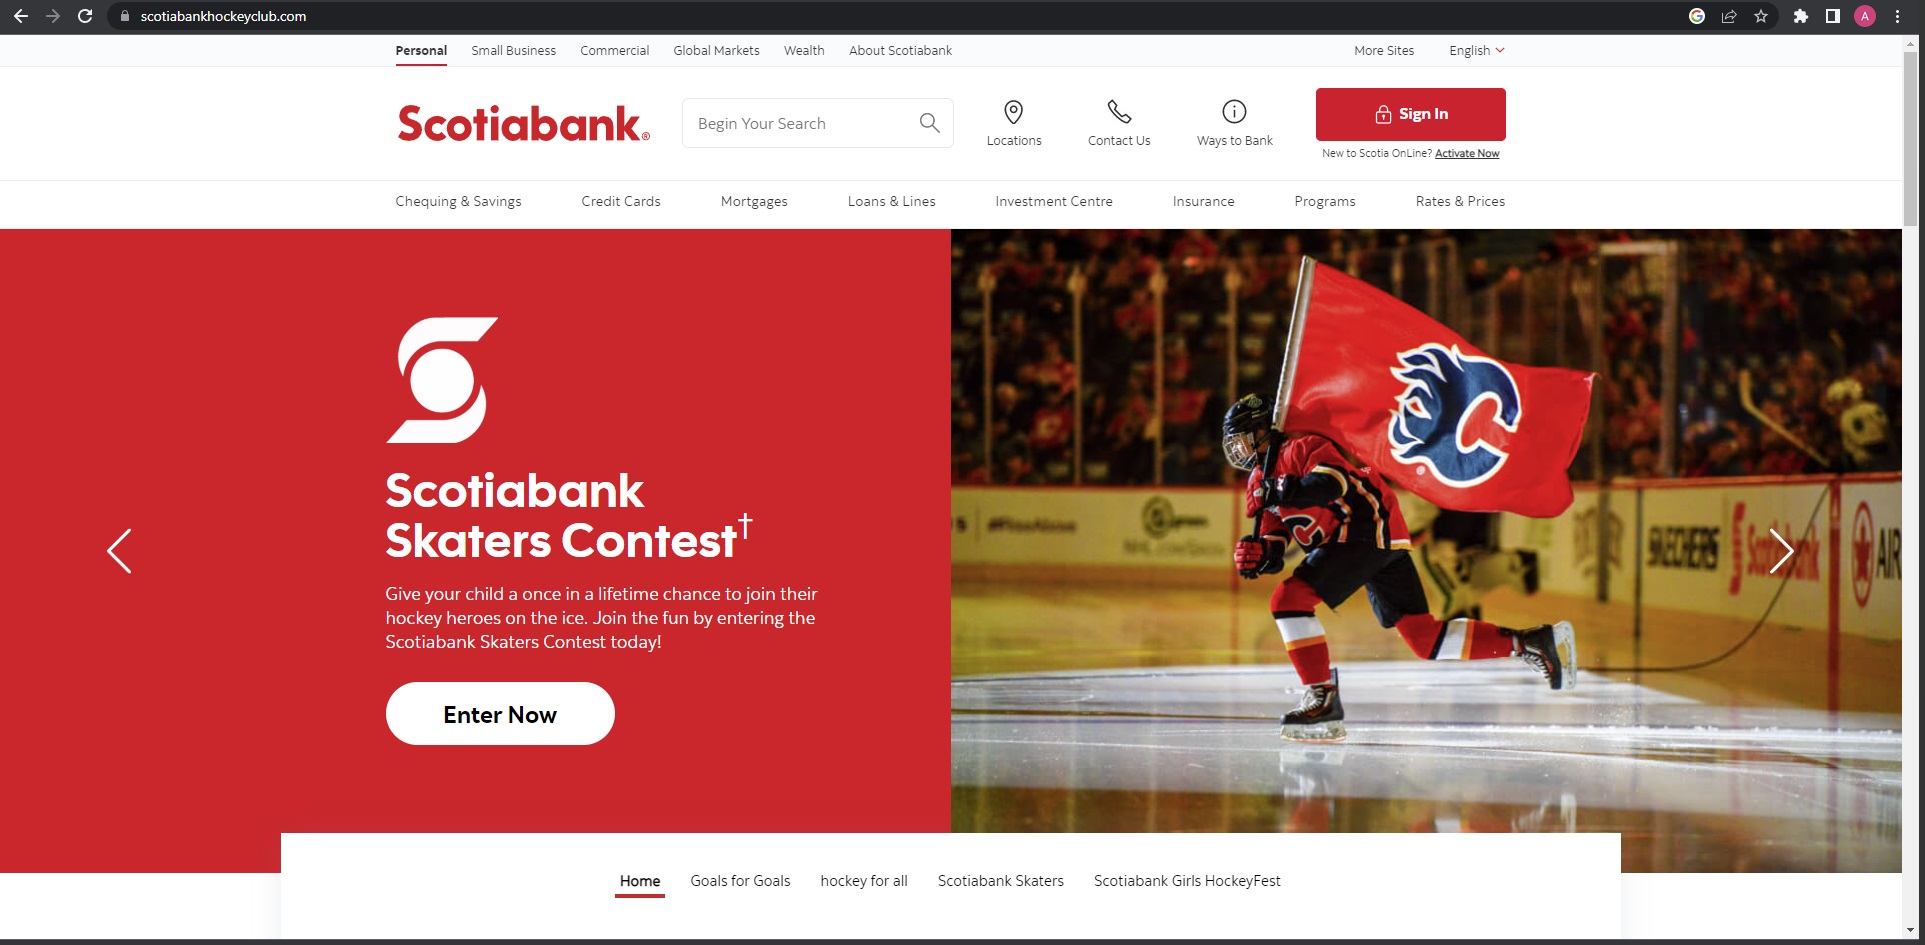 scotiabankhockeyclub.com
A
Personal Small Business Commercial Global Markets Wealth About Scotiabank More Sites English
Scotiabank®
Begin Your Search
Locations Contact Us Ways to Bank
Sign In
New to Scotia OnLine? Activate Now
Chequing & Savings Credit Cards Mortgages Loans & Lines Investment Centre Insurance Programs Rates & Prices
Scotiabank
Skaters Contest†
Give your child a once in a lifetime chance to join their
hockey heroes on the ice. Join the fun by entering the
Scotiabank Skaters Contest today!
Enter Now
C
SKECHERS Scotiabank AIR
Home Goals for Goals hockey for all Scotiabank Skaters Scotiabank Girls HockeyFest